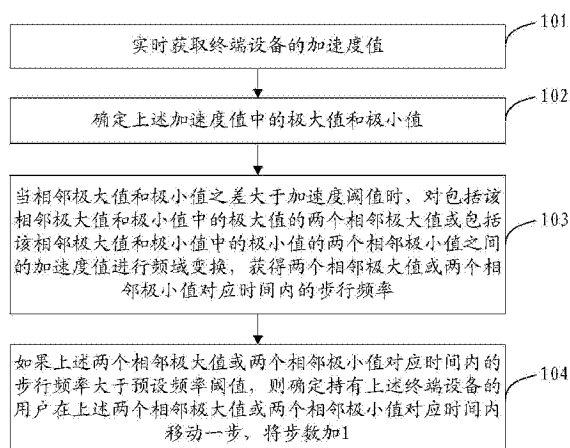 实时获取终端设备的加速度值
101
确定上述加速度值中的极大值和极小值
102
当相邻极大值和极小值之差大于加速度阈值时，对包括该
相邻极大值和极小值中的极大值的两个相邻极大值或包括
该相邻极大值和极小值中的极小值的两个相邻极小值之间
的加速度值进行频域变换，获得两个相邻极大值或两个相
邻极小值对应时间内的步行频率
103
如果上述两个相邻极大值或两个相邻极小值对应时间内的
步行频率大于预设频率阈值，则确定持有上述终端设备的
用户在上述两个相邻极大值或两个相邻极小值对应时间内
移动一步，将步数加1
104